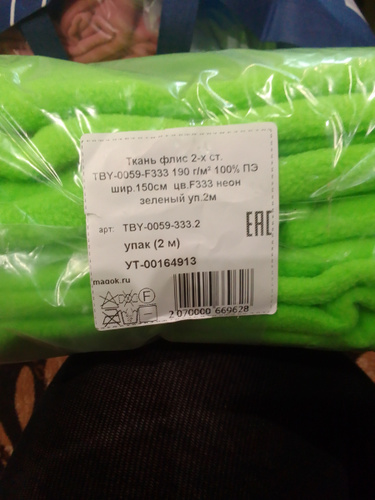 Ткань флис 2-х ст.
TBY-0059-F333 190 г/м² 100% ПЭ
шир.150см цв.F333 неон
зеленый уп.2м
арт. TBY-0059-333.2
EAC
упак (2 м)
УТ-00164913
magok.ru
F
2 070000 669628